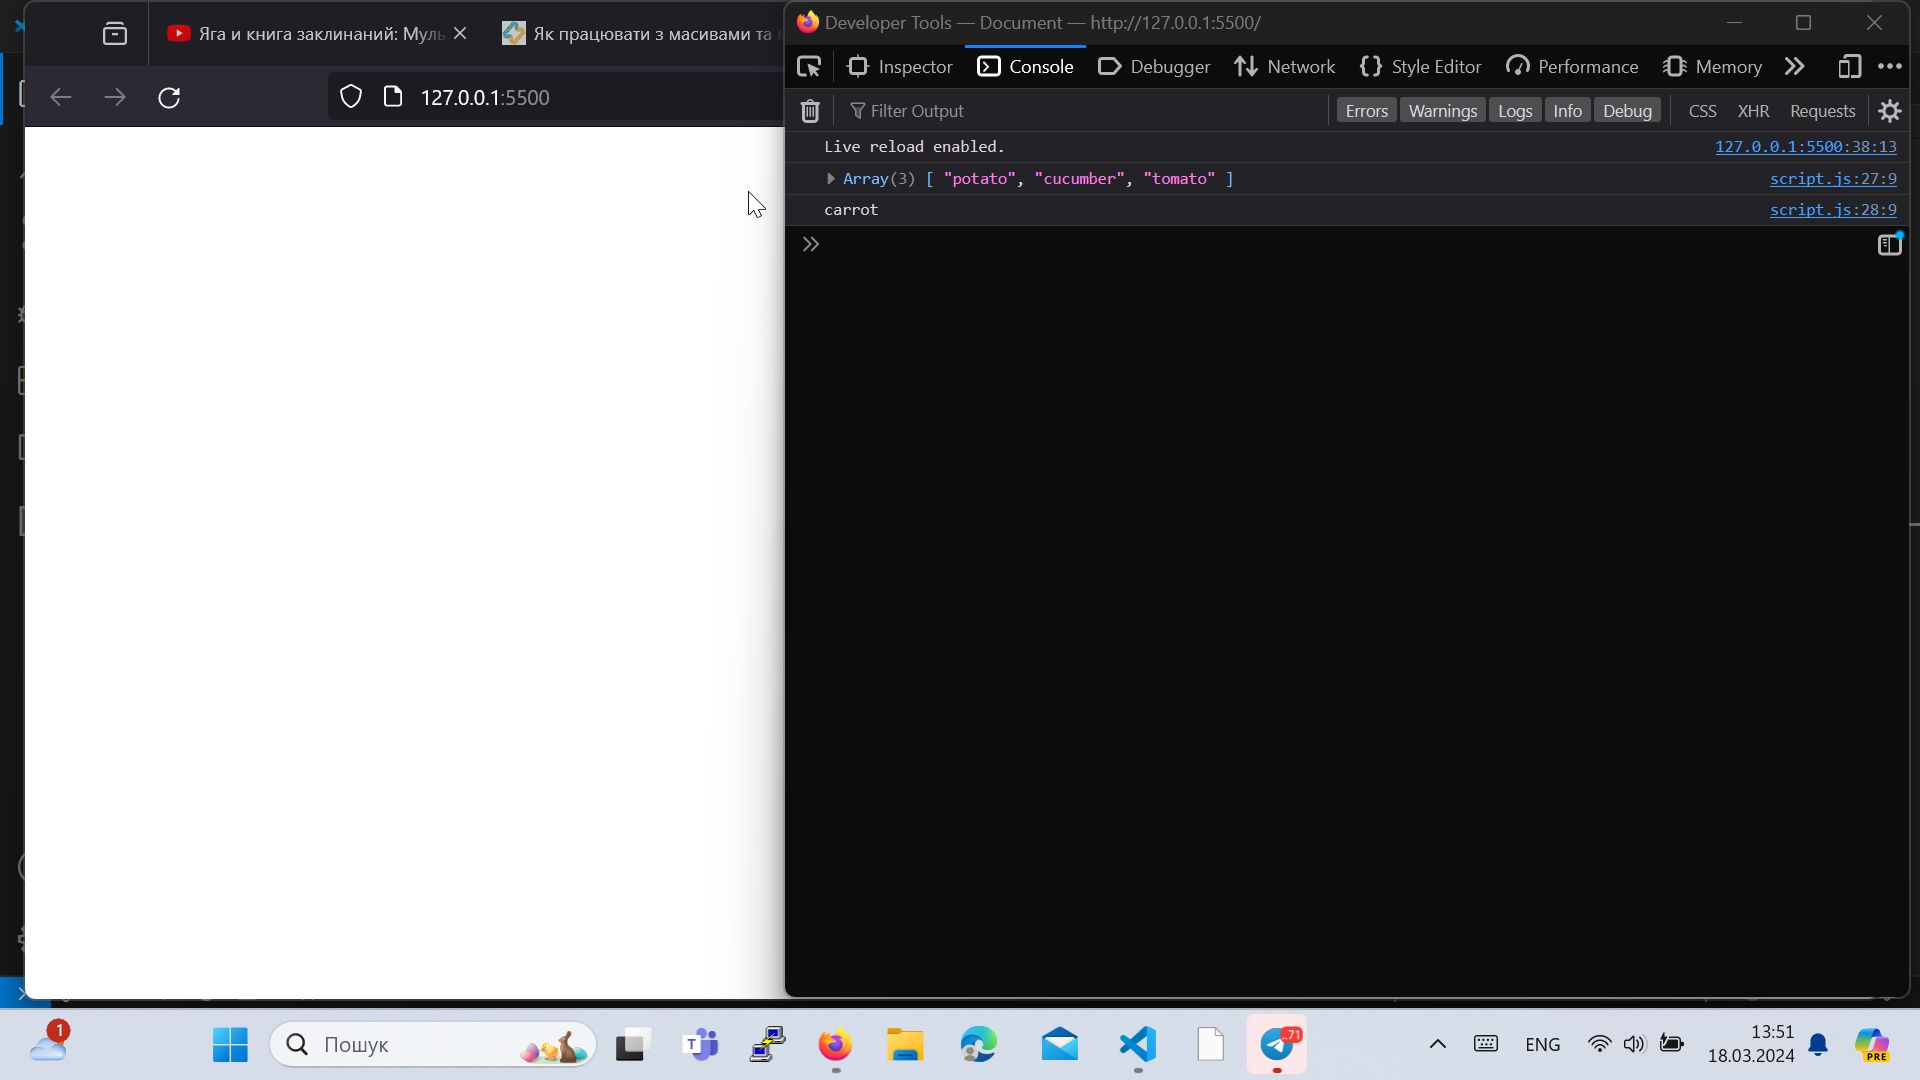 Яга и книга заклинаний: Муль
Як працювати з масивами та
127.0.0.1:5500
Developer Tools — Document — http://127.0.0.1:5500/
Inspector Console Debugger Network Style Editor Performance Memory
Filter Output Errors Warnings Logs Info Debug CSS XHR Requests
Live reload enabled. 127.0.0.1:5500:38:13
Array(3) [ "potato", "cucumber", "tomato" ] script.js:27:9
carrot script.js:28:9
1
Пошук
T
..71
ENG
13:51
18.03.2024
PRE